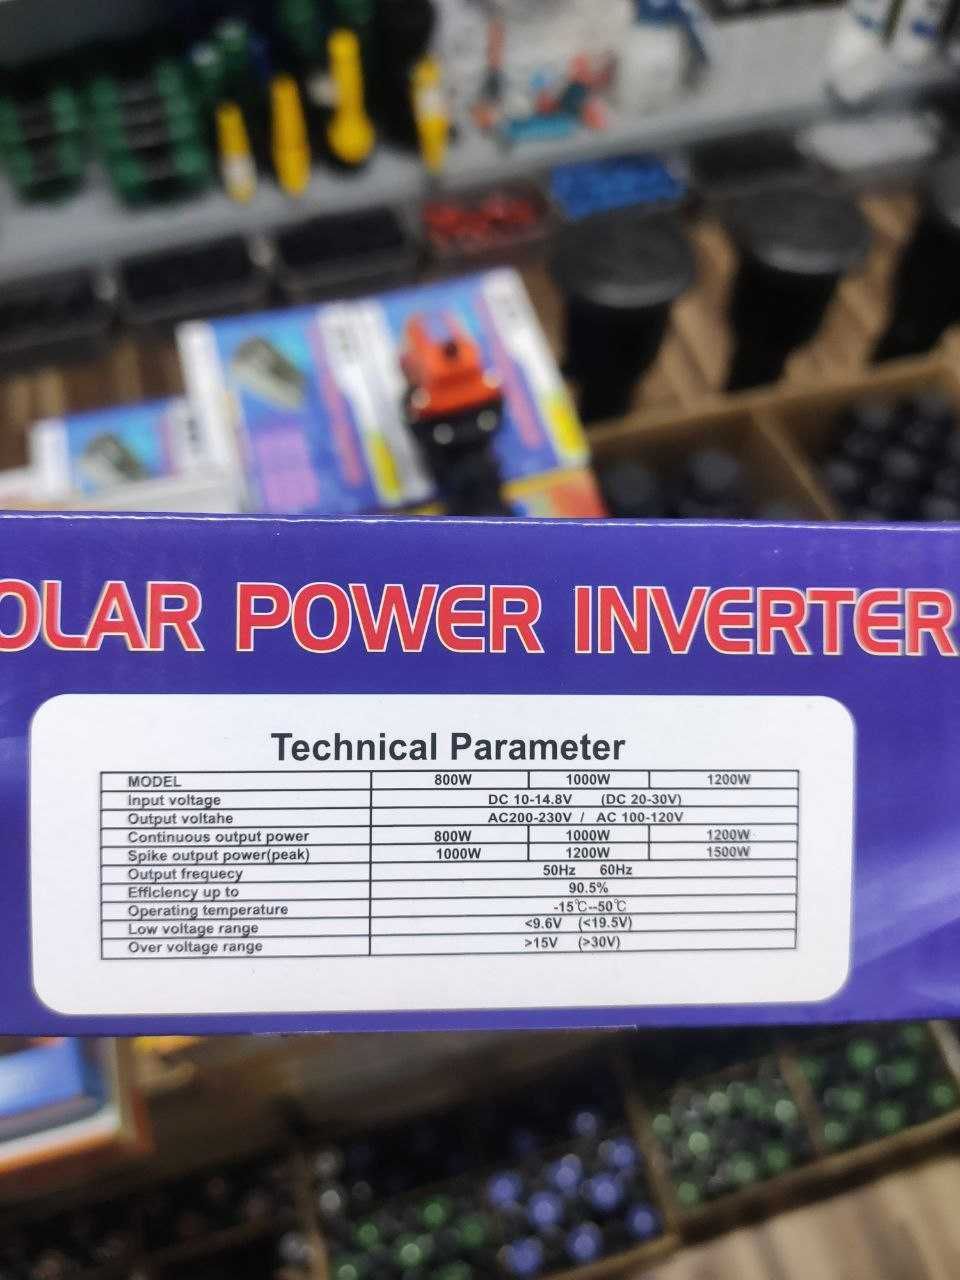 OLAR POWER INVERTER
Technical Parameter
MODEL 800W 1000W 1200W
Input voltage DC 10-14.8V (DC 20-30V)
Output voltahe AC200-230V / AC 100-120V
Continuous output power 800W 1000W 1200W
Spike output power(peak) 1000W 1200W 1500W
Output frequecy 50Hz 60Hz
Efficiency up to 90.5%
Operating temperature -15℃--50℃
Low voltage range <9.6V (<19.5V)
Over voltage range >15V (>30V)